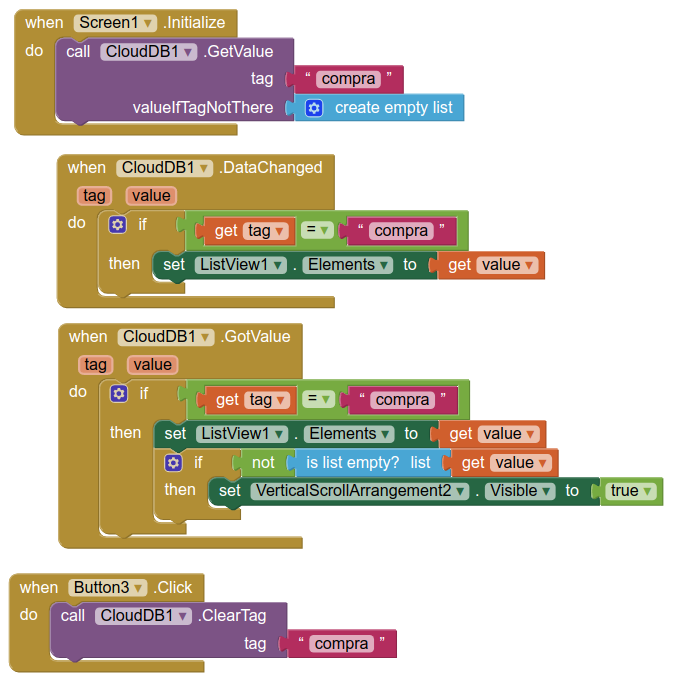 when Screen1 .Initialize
do call CloudDB1 .GetValue
tag " compra "
valueIfTagNotThere create empty list
when CloudDB1 .DataChanged
tag value
do if get tag = " compra "
then set ListView1 . Elements to get value
when CloudDB1 .GotValue
tag value
do if get tag = " compra "
then set ListView1 . Elements to get value
if not is list empty? list get value
then set VerticalScrollArrangement2 . Visible to true
when Button3 .Click
do call CloudDB1 .ClearTag
tag " compra "